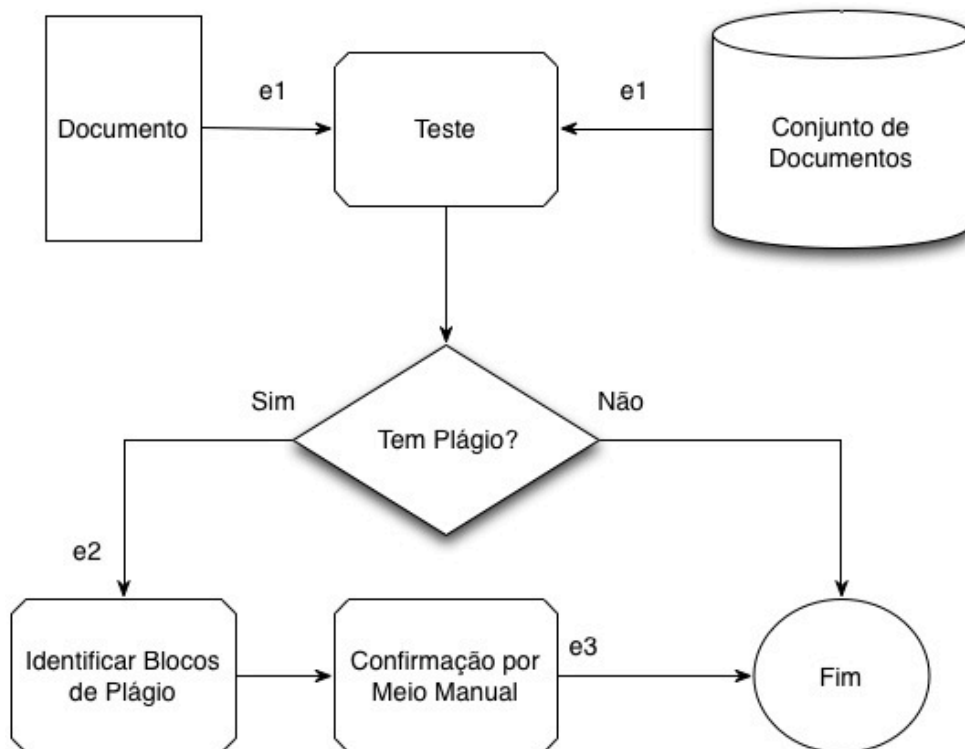 e1
e1
Documento
Teste
Conjunto de
Documentos
Sim
Não
Tem Plágio?
e2
Identificar Blocos
de Plágio
Confirmação por
Meio Manual
e3
Fim